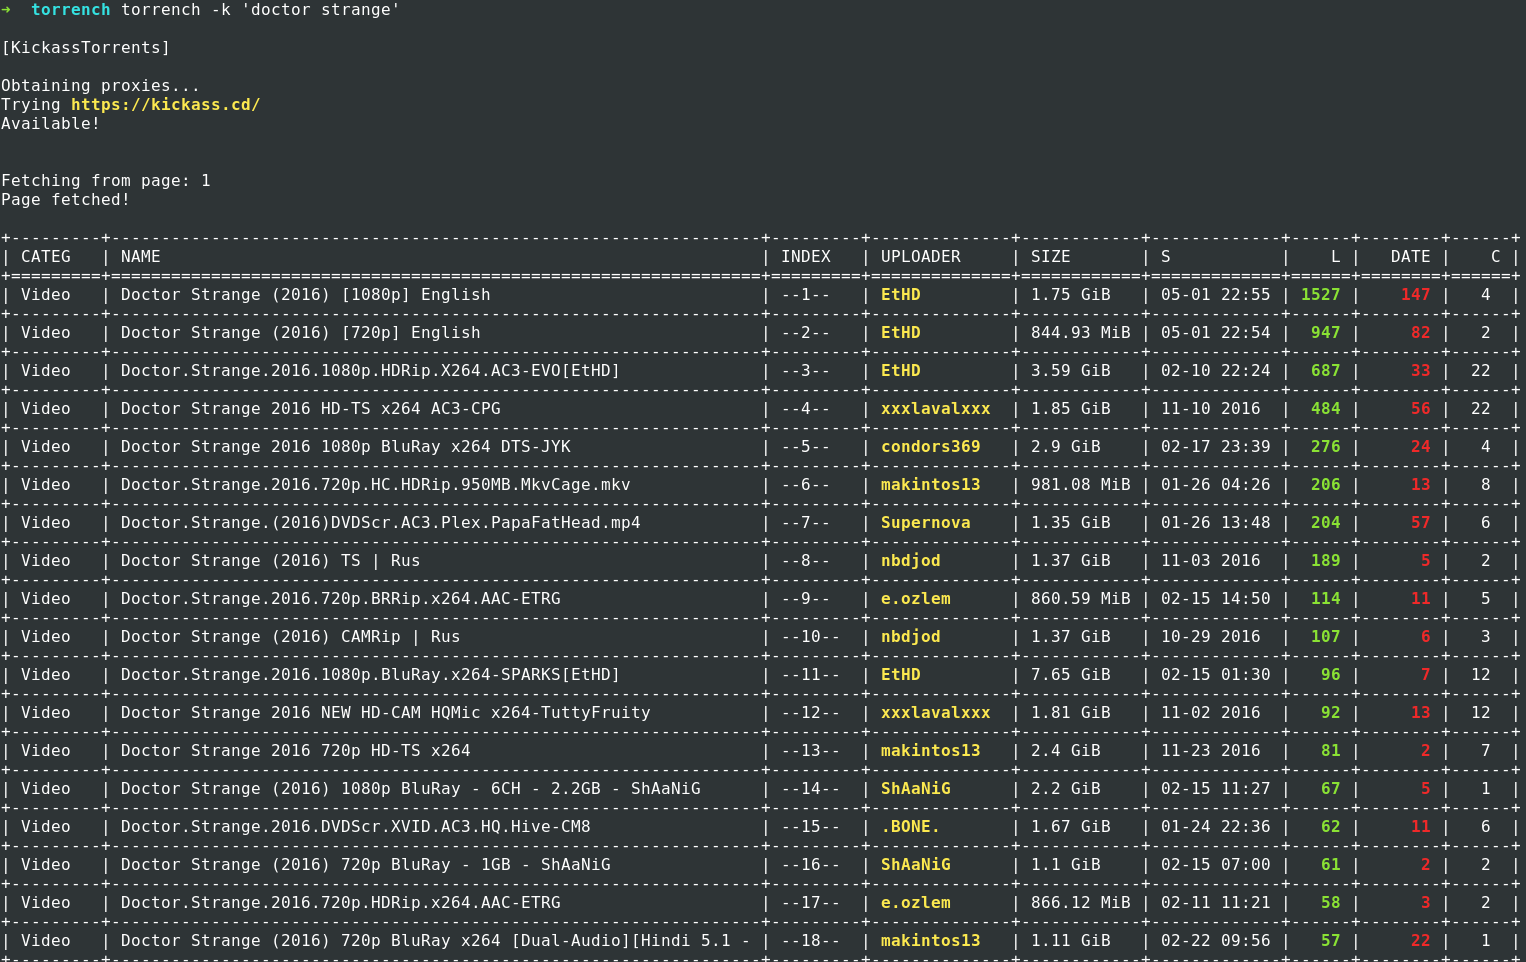 ➜  torrench torrench -k 'doctor strange'
[KickassTorrents]
Obtaining proxies...
Trying https://kickass.cd/
Available!
Fetching from page: 1
Page fetched!
| CATEG | NAME | INDEX | UPLOADER | SIZE | S | L | DATE | C |
| Video | Doctor Strange (2016) [1080p] English | --1-- | EtHD | 1.75 GiB | 05-01 22:55 | 1527 | 147 | 4 |
| Video | Doctor Strange (2016) [720p] English | --2-- | EtHD | 844.93 MiB | 05-01 22:54 | 947 | 82 | 2 |
| Video | Doctor.Strange.2016.1080p.HDRip.X264.AC3-EVO[EtHD] | --3-- | EtHD | 3.59 GiB | 02-10 22:24 | 687 | 33 | 22 |
| Video | Doctor Strange 2016 HD-TS x264 AC3-CPG | --4-- | xxxlavalxxx | 1.85 GiB | 11-10 2016 | 484 | 56 | 22 |
| Video | Doctor Strange 2016 1080p BluRay x264 DTS-JYK | --5-- | condors369 | 2.9 GiB | 02-17 23:39 | 276 | 24 | 4 |
| Video | Doctor.Strange.2016.720p.HC.HDRip.950MB.MkvCage.mkv | --6-- | makintos13 | 981.08 MiB | 01-26 04:26 | 206 | 13 | 8 |
| Video | Doctor.Strange.(2016)DVDScr.AC3.Plex.PapaFatHead.mp4 | --7-- | Supernova | 1.35 GiB | 01-26 13:48 | 204 | 57 | 6 |
| Video | Doctor Strange (2016) TS | Rus | --8-- | nbdjod | 1.37 GiB | 11-03 2016 | 189 | 5 | 2 |
| Video | Doctor.Strange.2016.720p.BRRip.x264.AAC-ETRG | --9-- | e.ozlem | 860.59 MiB | 02-15 14:50 | 114 | 11 | 5 |
| Video | Doctor Strange (2016) CAMRip | Rus | --10-- | nbdjod | 1.37 GiB | 10-29 2016 | 107 | 6 | 3 |
| Video | Doctor.Strange.2016.1080p.BluRay.x264-SPARKS[EtHD] | --11-- | EtHD | 7.65 GiB | 02-15 01:30 | 96 | 7 | 12 |
| Video | Doctor Strange 2016 NEW HD-CAM HQMic x264-TuttyFruity | --12-- | xxxlavalxxx | 1.81 GiB | 11-02 2016 | 92 | 13 | 12 |
| Video | Doctor Strange 2016 720p HD-TS x264 | --13-- | makintos13 | 2.4 GiB | 11-23 2016 | 81 | 2 | 7 |
| Video | Doctor Strange (2016) 1080p BluRay - 6CH - 2.2GB - ShAaNiG | --14-- | ShAaNiG | 2.2 GiB | 02-15 11:27 | 67 | 5 | 1 |
| Video | Doctor.Strange.2016.DVDScr.XVID.AC3.HQ.Hive-CM8 | --15-- | .BONE. | 1.67 GiB | 01-24 22:36 | 62 | 11 | 6 |
| Video | Doctor Strange (2016) 720p BluRay - 1GB - ShAaNiG | --16-- | ShAaNiG | 1.1 GiB | 02-15 07:00 | 61 | 2 | 2 |
| Video | Doctor.Strange.2016.720p.HDRip.x264.AAC-ETRG | --17-- | e.ozlem | 866.12 MiB | 02-11 11:21 | 58 | 3 | 2 |
| Video | Doctor Strange (2016) 720p BluRay x264 [Dual-Audio][Hindi 5.1 - | --18-- | makintos13 | 1.11 GiB | 02-22 09:56 | 57 | 22 | 1 |